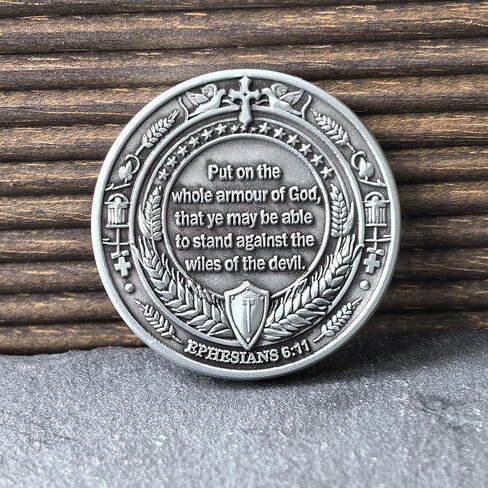 Put on the
whole armour of God,
that ye may be able
to stand against the
wiles of the devil.
EPHESIANS 6:11